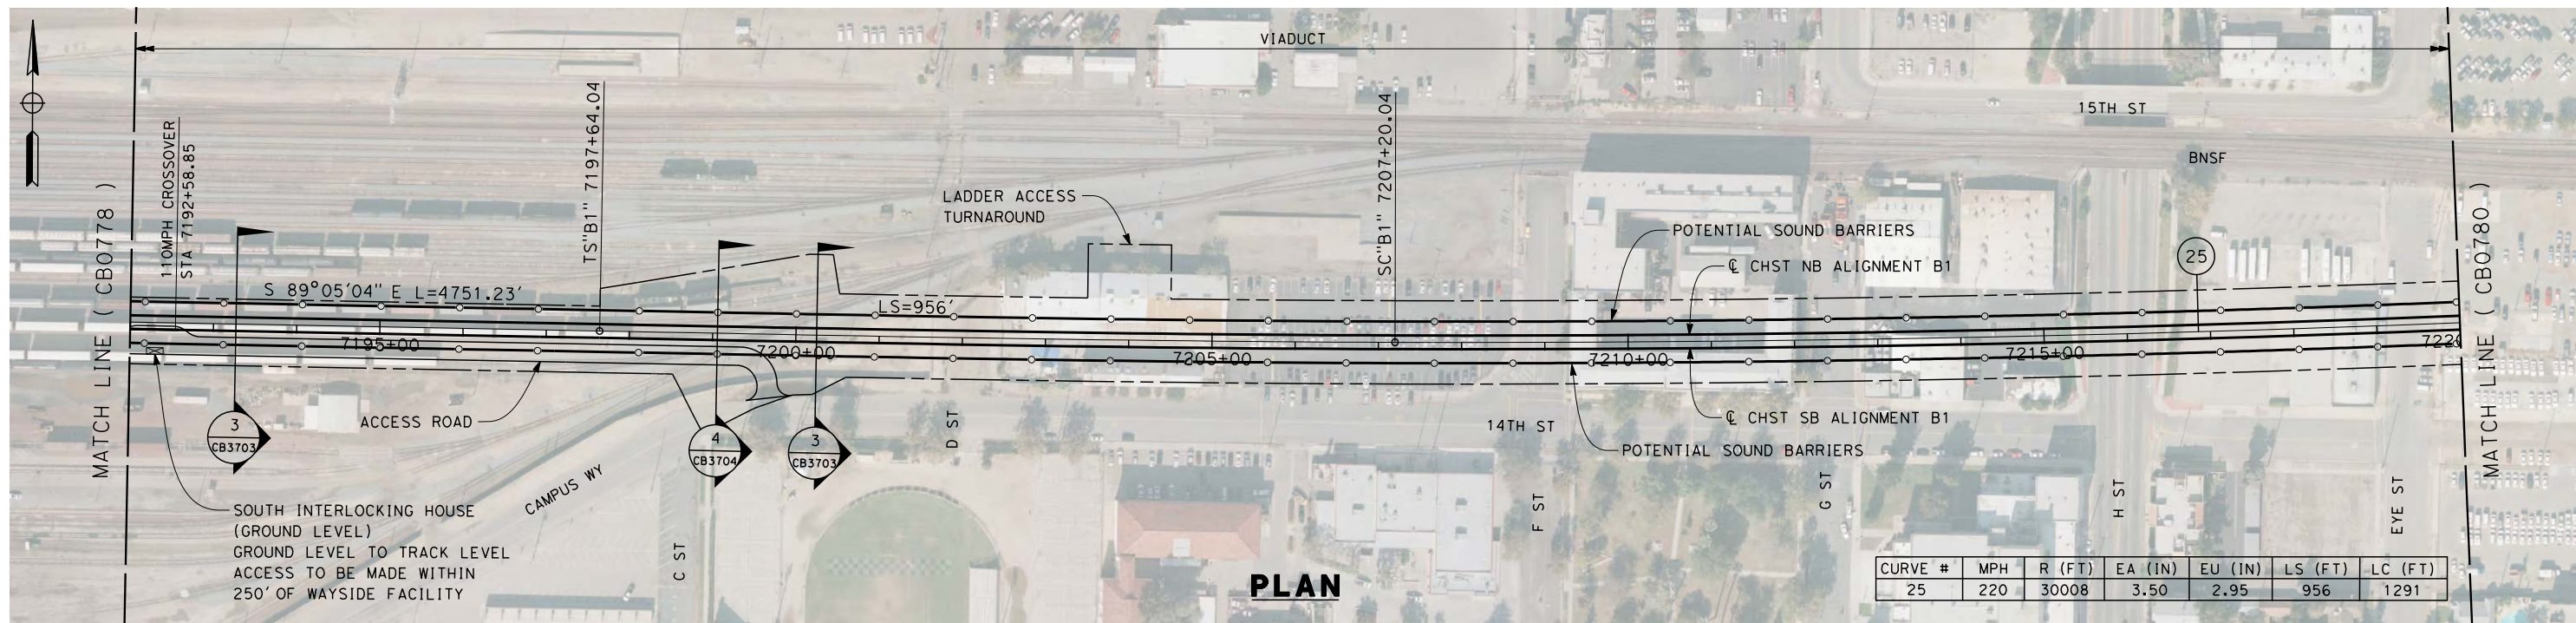 VIADUCT
15TH ST
BNSF
MATCH LINE ( CB0778 )
110MPH CROSSOVER
STA 7192+58.85
TS"B1" 7197+64.04
SC"B1" 7207+20.04
LADDER ACCESS
TURNAROUND
POTENTIAL SOUND BARRIERS
℄ CHST NB ALIGNMENT B1
25
MATCH LINE ( CB0780 )
S 89°05'04" E L=4751.23'
LS=956'
7195+00
7200+00
7205+00
7210+00
7215+00
7220
ACCESS ROAD
3
CB3703
4
CB3704
3
CB3703
D ST
14TH ST
℄ CHST SB ALIGNMENT B1
POTENTIAL SOUND BARRIERS
CAMPUS WY
C ST
F ST
G ST
H ST
EYE ST
SOUTH INTERLOCKING HOUSE
(GROUND LEVEL)
GROUND LEVEL TO TRACK LEVEL
ACCESS TO BE MADE WITHIN
250' OF WAYSIDE FACILITY
PLAN
CURVE # MPH R (FT) EA (IN) EU (IN) LS (FT) LC (FT)
25 220 30008 3.50 2.95 956 1291